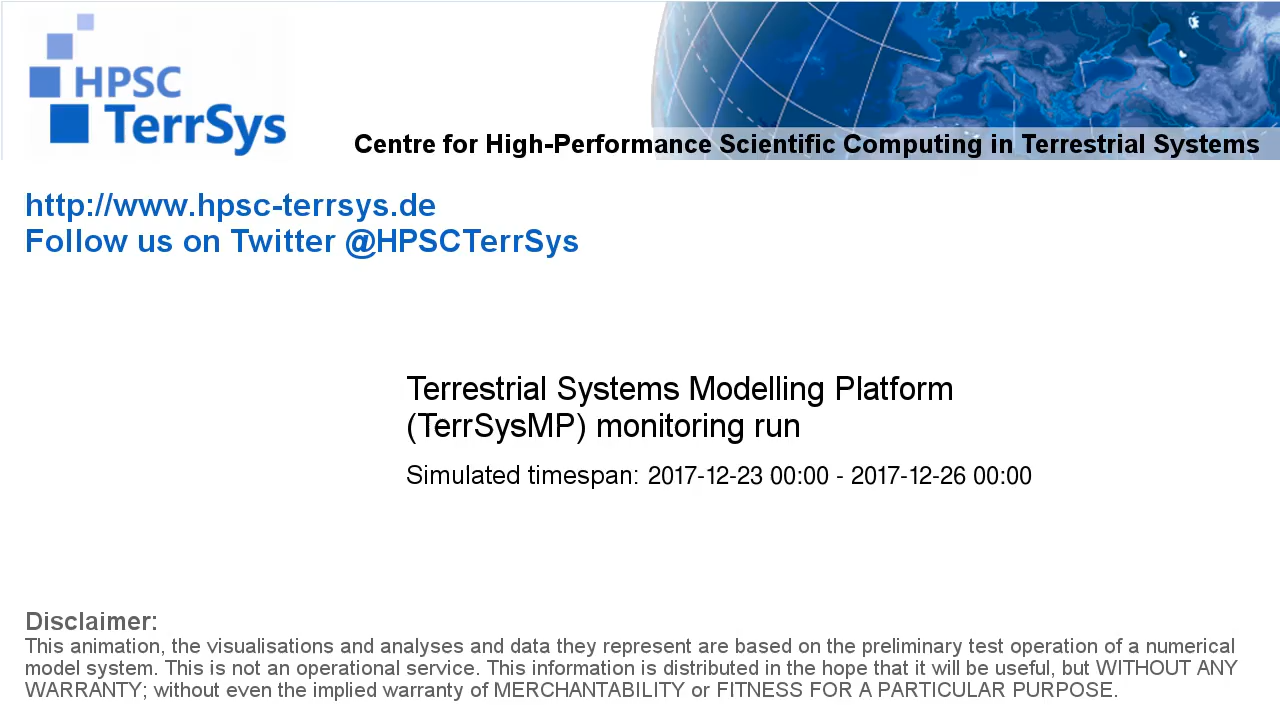 HPSC
TerrSys
Centre for High-Performance Scientific Computing in Terrestrial Systems
http://www.hpsc-terrsys.de
Follow us on Twitter @HPSCTerrSys
Terrestrial Systems Modelling Platform
(TerrSysMP) monitoring run
Simulated timespan: 2017-12-23 00:00 - 2017-12-26 00:00
Disclaimer:
This animation, the visualisations and analyses and data they represent are based on the preliminary test operation of a numerical
model system. This is not an operational service. This information is distributed in the hope that it will be useful, but WITHOUT ANY
WARRANTY; without even the implied warranty of MERCHANTABILITY or FITNESS FOR A PARTICULAR PURPOSE.